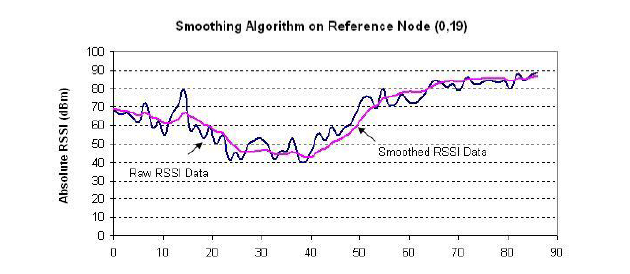 Smoothing Algorithm on Reference Node (0,19)
Absolute RSSI (dBm)
100
90
80
70
60
50
40
30
20
10
0
Smoothed RSSI Data
Raw RSSI Data
0 10 20 30 40 50 60 70 80 90